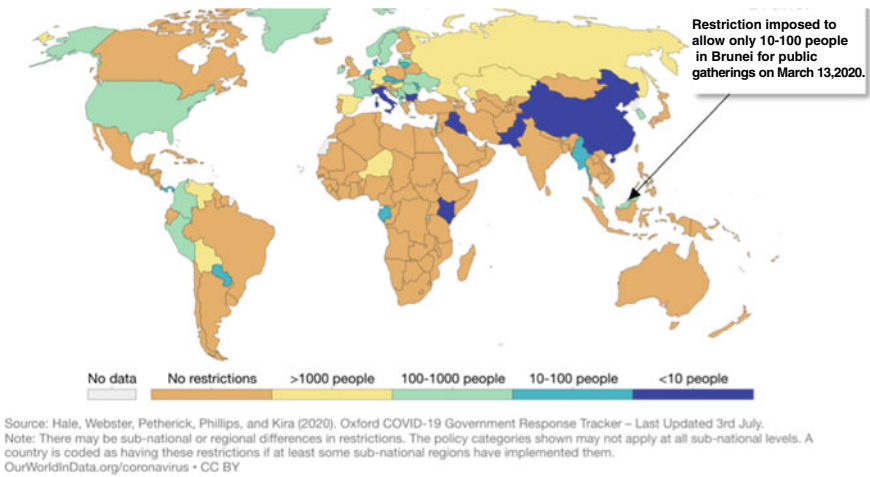 Restriction imposed to
allow only 10-100 people
in Brunei for public
gatherings on March 13,2020.
No data
No restrictions
>1000 people
100-1000 people
10-100 people
<10 people
Source: Hale, Webster, Petherick, Phillips, and Kira (2020). Oxford COVID-19 Government Response Tracker – Last Updated 3rd July.
Note: There may be sub-national or regional differences in restrictions. The policy categories shown may not apply at all sub-national levels. A
country is coded as having these restrictions if at least some sub-national regions have implemented them.
OurWorldInData.org/coronavirus • CC BY